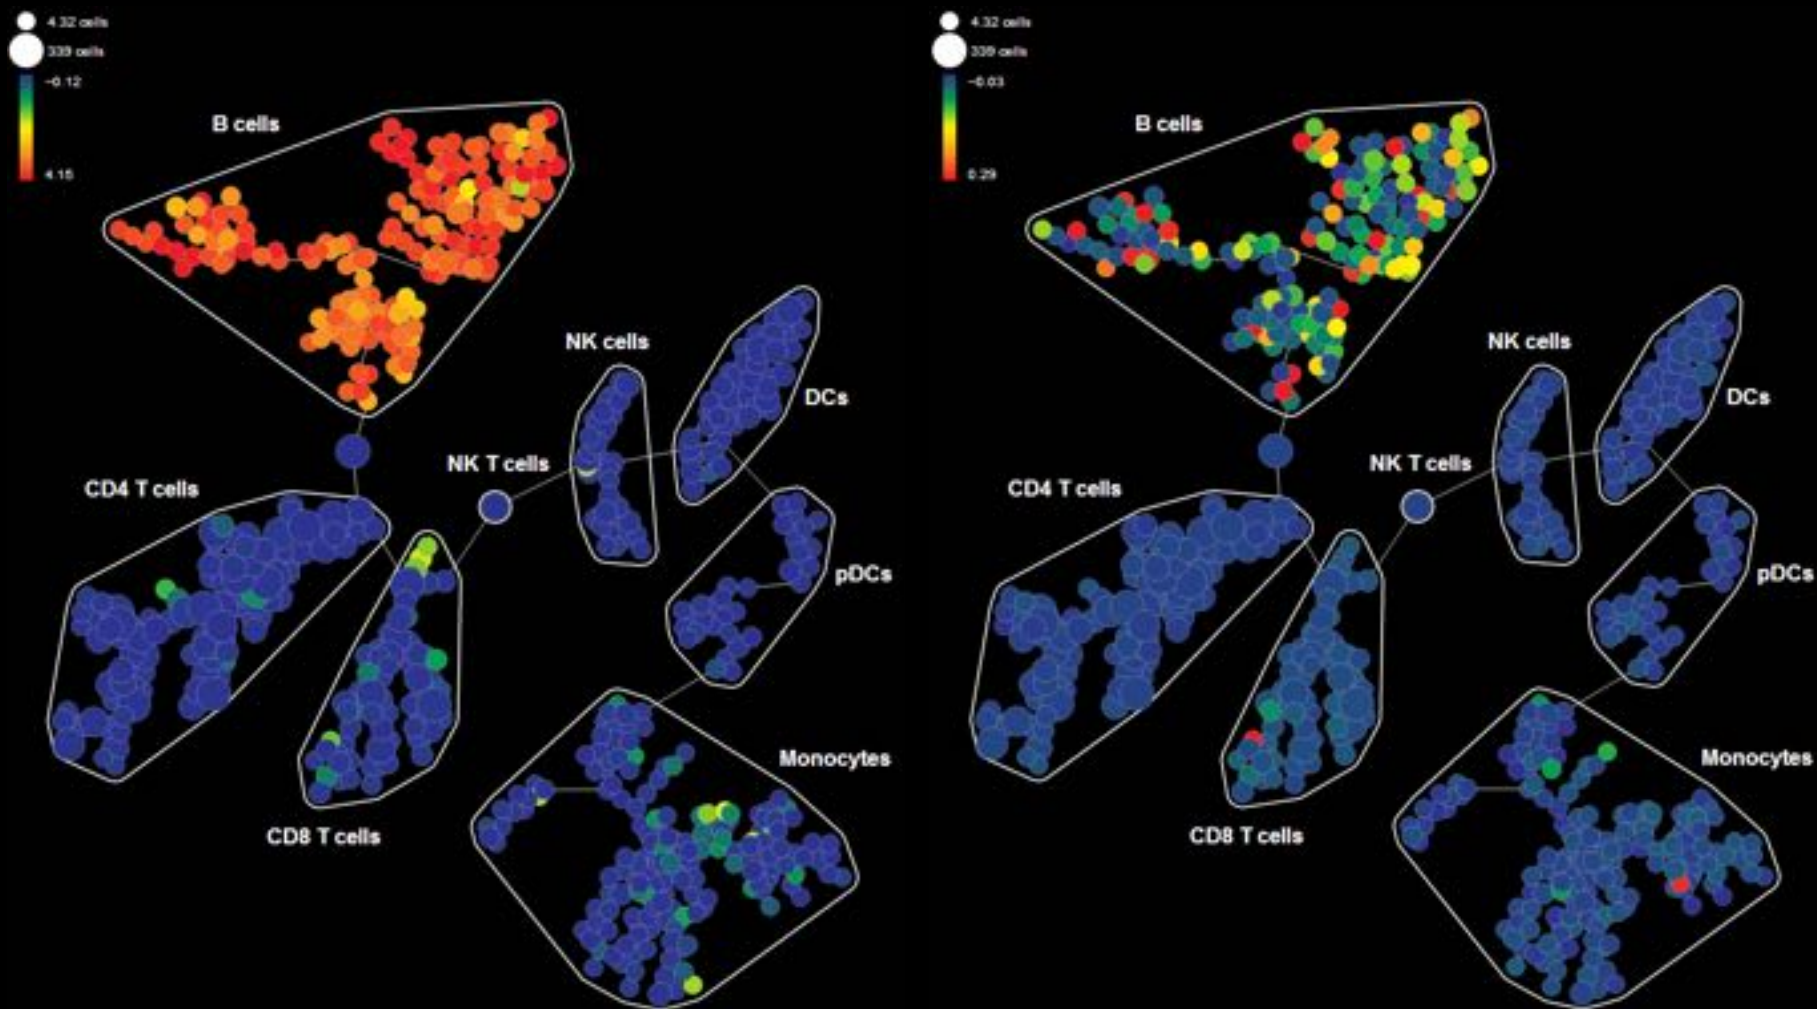 4.32 cells
339 cells
−0.12
4.15
B cells
NK cells
DCs
NK T cells
CD4 T cells
pDCs
Monocytes
CD8 T cells
4.32 cells
339 cells
−0.03
0.29
B cells
NK cells
DCs
NK T cells
CD4 T cells
pDCs
Monocytes
CD8 T cells